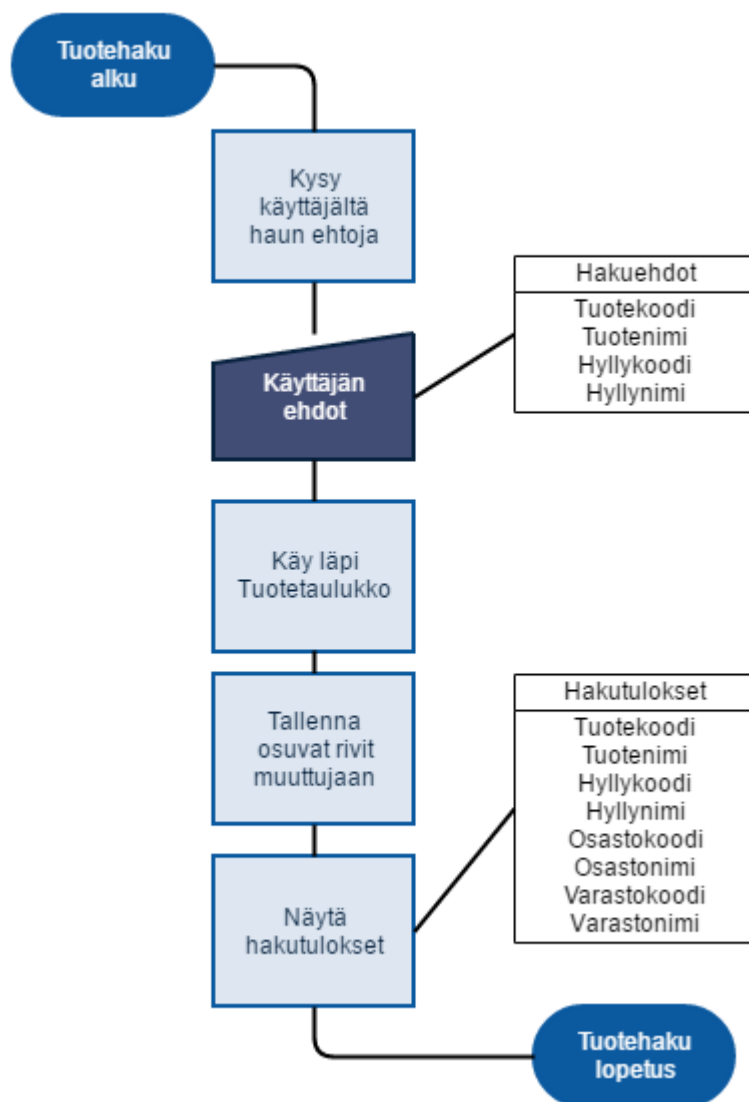 Tuotehaku
alku
Kysy
käyttäjältä
haun ehtoja
Hakuehdot
Tuotekoodi
Tuotenimi
Hyllykoodi
Hyllynimi
Käyttäjän
ehdot
Käy läpi
Tuotetaulukko
Tallenna
osuvat rivit
muuttujaan
Hakutulokset
Tuotekoodi
Tuotenimi
Hyllykoodi
Hyllynimi
Osastokoodi
Osastonimi
Varastokoodi
Varastonimi
Näytä
hakutulokset
Tuotehaku
lopetus